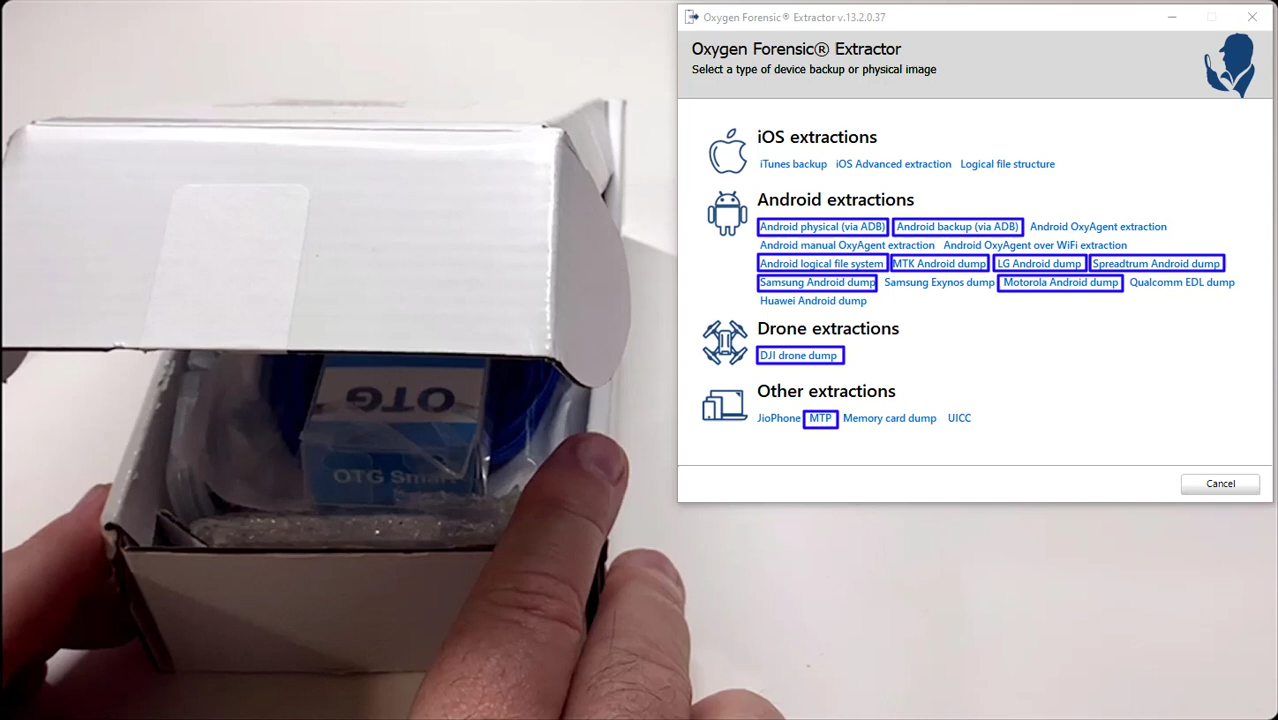 Oxygen Forensic® Extractor v.13.2.0.37
Oxygen Forensic® Extractor
Select a type of device backup or physical image
iOS extractions
iTunes backup iOS Advanced extraction Logical file structure
Android extractions
Android physical (via ADB) Android backup (via ADB) Android OxyAgent extraction
Android manual OxyAgent extraction Android OxyAgent over WiFi extraction
Android logical file system MTK Android dump LG Android dump Spreadtrum Android dump
Samsung Android dump Samsung Exynos dump Motorola Android dump Qualcomm EDL dump
Huawei Android dump
Drone extractions
DJI drone dump
Other extractions
JioPhone MTP Memory card dump UICC
Cancel
OTG
OTG